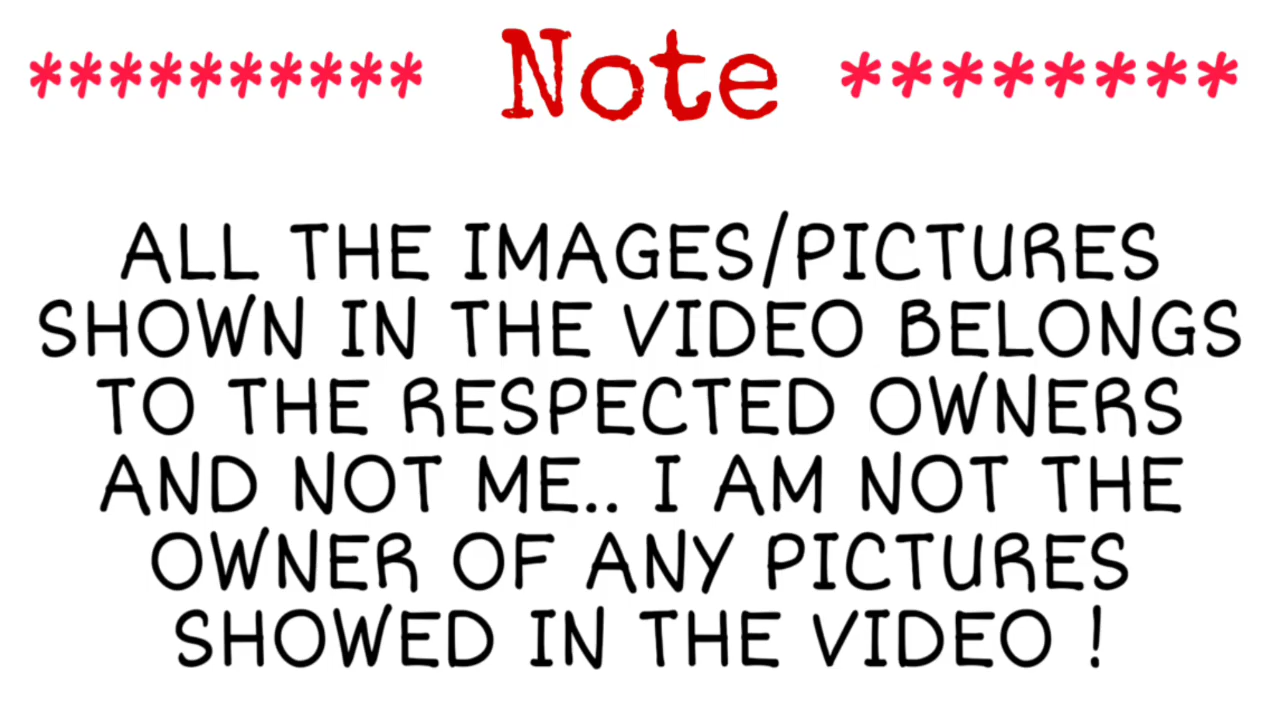 ********** Note ********
ALL THE IMAGES/PICTURES
SHOWN IN THE VIDEO BELONGS
TO THE RESPECTED OWNERS
AND NOT ME.. I AM NOT THE
OWNER OF ANY PICTURES
SHOWED IN THE VIDEO !